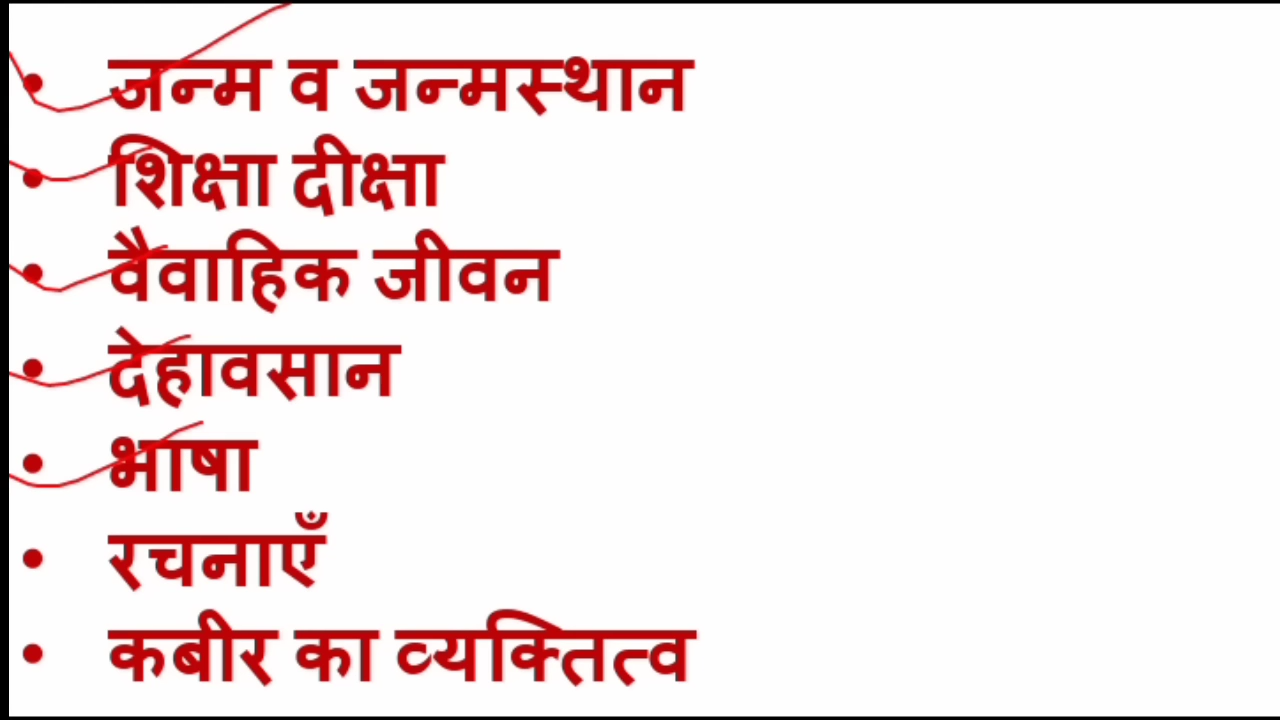 • जन्म व जन्मस्थान
• शिक्षा दीक्षा
• वैवाहिक जीवन
• देहावसान
• भाषा
• रचनाएँ
• कबीर का व्यक्तित्व